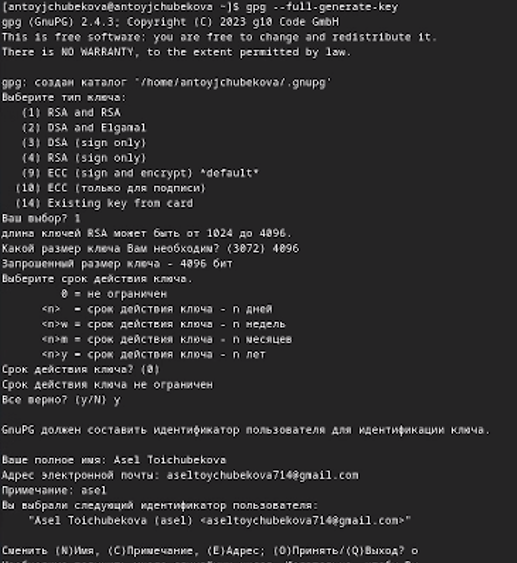 [antoyjchubekova@antoyjchubekova ~]$ gpg --full-generate-key
gpg (GnuPG) 2.4.3; Copyright (C) 2023 g10 Code GmbH
This is free software: you are free to change and redistribute it.
There is NO WARRANTY, to the extent permitted by law.
gpg: создан каталог '/home/antoyjchubekova/.gnupg'
Выберите тип ключа:
(1) RSA and RSA
(2) DSA and Elgamal
(3) DSA (sign only)
(4) RSA (sign only)
(9) ECC (sign and encrypt) *default*
(10) ECC (только для подписи)
(14) Existing key from card
Ваш выбор? 1
длина ключей RSA может быть от 1024 до 4096.
Какой размер ключа Вам необходим? (3072) 4096
Запрошенный размер ключа - 4096 бит
Выберите срок действия ключа.
0 = не ограничен
<n> = срок действия ключа - n дней
<n>w = срок действия ключа - n недель
<n>m = срок действия ключа - n месяцев
<n>y = срок действия ключа - n лет
Срок действия ключа? (0)
Срок действия ключа не ограничен
Все верно? (y/N) y
GnuPG должен составить идентификатор пользователя для идентификации ключа.
Ваше полное имя: Asel Toichubekova
Адрес электронной почты: aseltoychubekova714@gmail.com
Примечание: asel
Вы выбрали следующий идентификатор пользователя:
"Asel Toichubekova (asel) <aseltoychubekova714@gmail.com>"
Сменить (N)Имя, (C)Примечание, (E)Адрес; (O)Принять/(Q)Выход? o